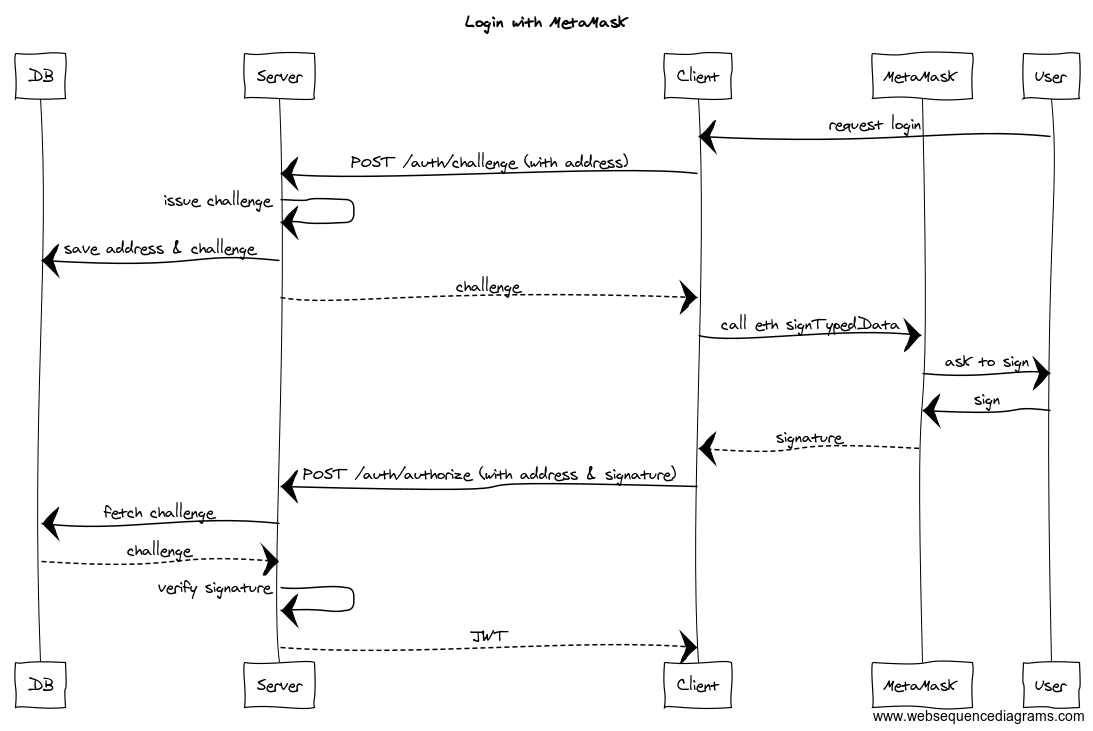 Login with MetaMask
DB
Server
Client
MetaMask
User
request login
POST /auth/challenge (with address)
issue challenge
save address & challenge
challenge
call eth signTypedData
ask to sign
sign
signature
POST /auth/authorize (with address & signature)
fetch challenge
challenge
verify signature
JWT
DB
Server
Client
MetaMask
User
www.websequencediagrams.com